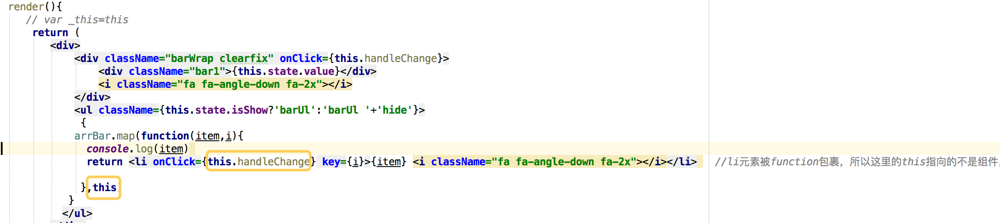 render(){
// var _this=this
return (
<div>
<div className="barWrap clearfix" onClick={this.handleChange}>
<div className="bar1">{this.state.value}</div>
<i className="fa fa-angle-down fa-2x"></i>
</div>
<ul className={this.state.isShow?'barUl':'barUl '+'hide'}>
{
arrBar.map(function(item,i){
console.log(item)
return <li onClick={this.handleChange} key={i}>{item} <i className="fa fa-angle-down fa-2x"></i></li> //li元素被function包裹，所以这里的this指向的不是组件，
},this)
}
</ul>